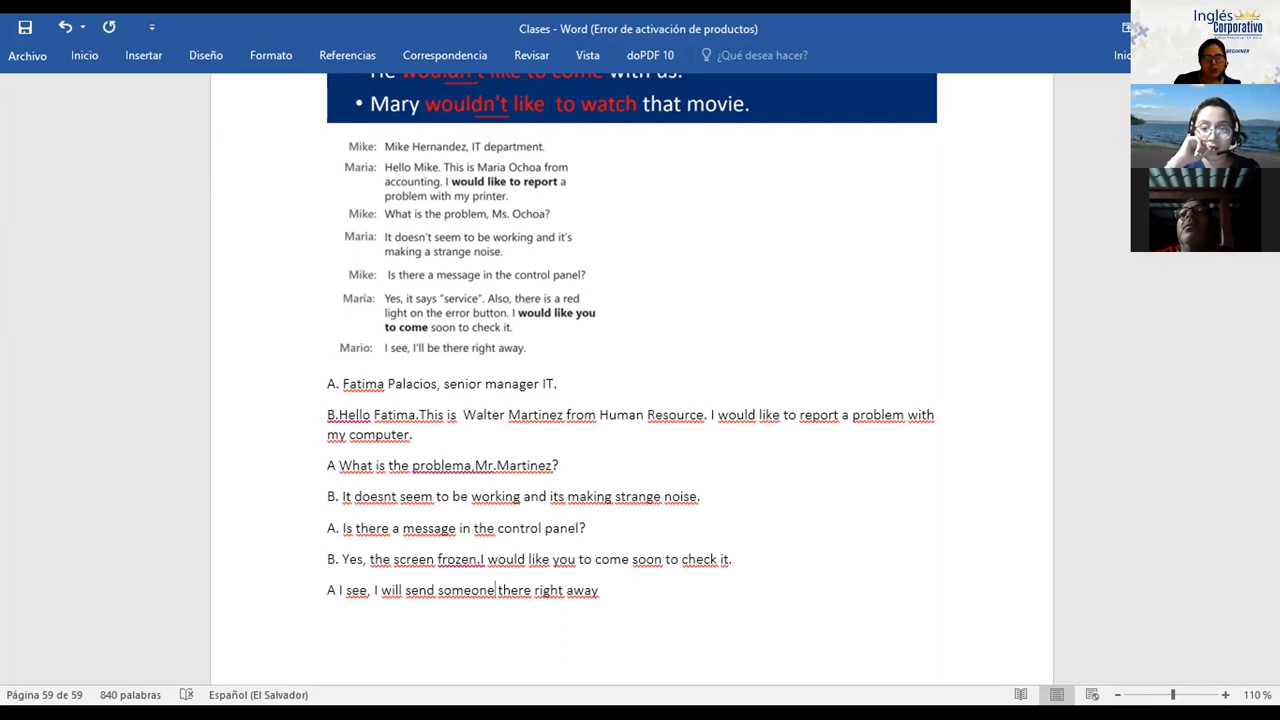 Clases - Word (Error de activación de productos)
Archivo Inicio Insertar Diseño Formato Referencias Correspondencia Revisar Vista doPDF 10 ¿Qué desea hacer? Inic
Inglés
Corporativo
BEGINNER
• He wouldn't like to come with us.
• Mary wouldn't like to watch that movie.
Mike: Mike Hernandez, IT department.
Maria: Hello Mike. This is Maria Ochoa from
accounting. I would like to report a
problem with my printer.
Mike: What is the problem, Ms. Ochoa?
Maria: It doesn't seem to be working and it's
making a strange noise.
Mike: Is there a message in the control panel?
Maria: Yes, it says "service". Also, there is a red
light on the error button. I would like you
to come soon to check it.
Mario: I see, I'll be there right away.
A. Fatima Palacios, senior manager IT.
B.Hello Fatima.This is Walter Martinez from Human Resource. I would like to report a problem with
my computer.
A What is the problema,Mr.Martinez?
B. It doesnt seem to be working and its making strange noise.
A. Is there a message in the control panel?
B. Yes, the screen frozen.I would like you to come soon to check it.
A I see, I will send someone there right away
Página 59 de 59 840 palabras Español (El Salvador) 110 %